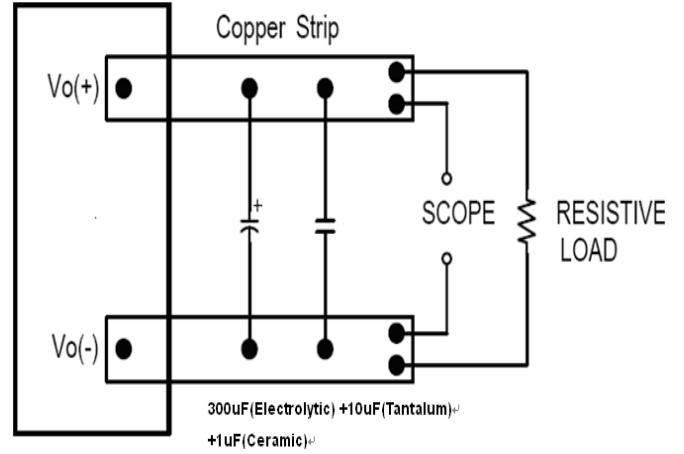 Copper Strip
Vo(+)
+
SCOPE
RESISTIVE
LOAD
Vo(-)
300uF(Electrolytic) +10uF(Tantalum)↵
+1uF(Ceramic)↵